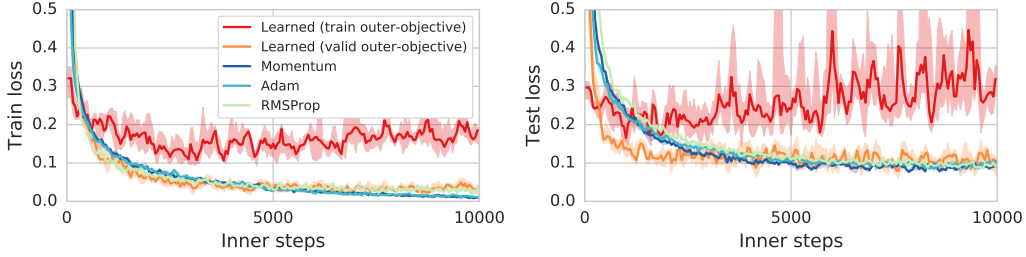 Train loss
0.5
0.4
0.3
0.2
0.1
0.0
Learned (train outer-objective)
Learned (valid outer-objective)
Momentum
Adam
RMSProp
0
5000
10000
Inner steps
Test loss
0.5
0.4
0.3
0.2
0.1
0.0
0
5000
10000
Inner steps